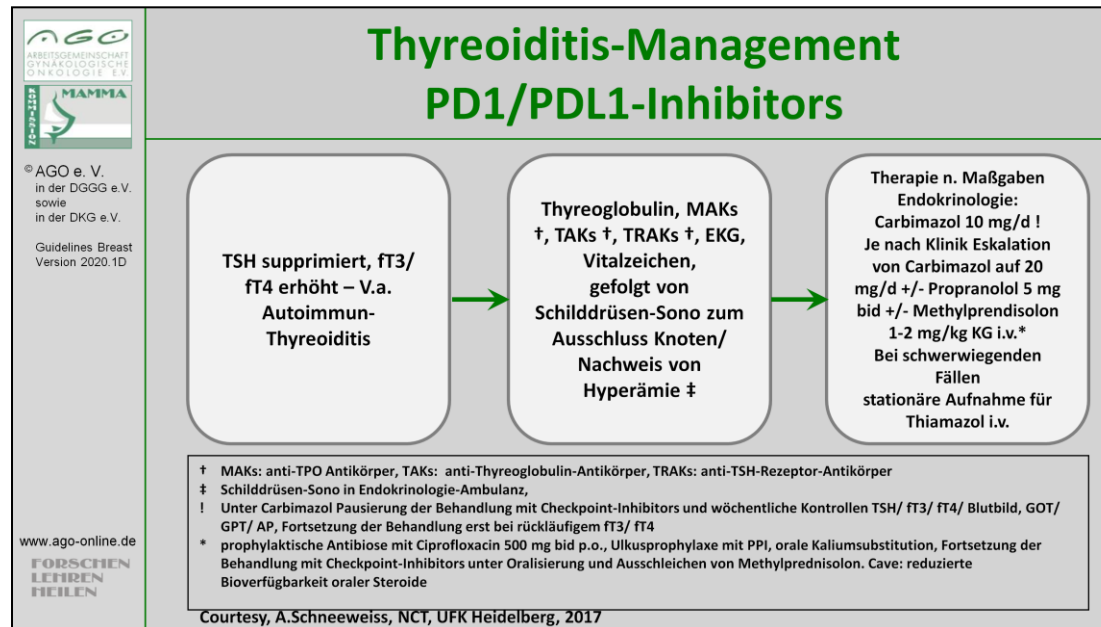 AGO
ARBEITSGEMEINSCHAFT
GYNÄKOLOGISCHE
ONKOLOGIE E.V.
KOMMISSION
MAMMA
© AGO e. V.
in der DGGG e.V.
sowie
in der DKG e.V.
Guidelines Breast
Version 2020.1D
www.ago-online.de
FORSCHEN
LEHREN
HEILEN
Thyreoiditis-Management
PD1/PDL1-Inhibitors
TSH supprimiert, fT3/
fT4 erhöht – V.a.
Autoimmun-
Thyreoiditis
Thyreoglobulin, MAKs
†, TAKs †, TRAKs †, EKG,
Vitalzeichen,
gefolgt von
Schilddrüsen-Sono zum
Ausschluss Knoten/
Nachweis von
Hyperämie ‡
Therapie n. Maßgaben
Endokrinologie:
Carbimazol 10 mg/d !
Je nach Klinik Eskalation
von Carbimazol auf 20
mg/d +/- Propranolol 5 mg
bid +/- Methylprendisolon
1-2 mg/kg KG i.v.*
Bei schwerwiegenden
Fällen
stationäre Aufnahme für
Thiamazol i.v.
† MAKs: anti-TPO Antikörper, TAKs: anti-Thyreoglobulin-Antikörper, TRAKs: anti-TSH-Rezeptor-Antikörper
‡ Schilddrüsen-Sono in Endokrinologie-Ambulanz,
! Unter Carbimazol Pausierung der Behandlung mit Checkpoint-Inhibitors und wöchentliche Kontrollen TSH/ fT3/ fT4/ Blutbild, GOT/
GPT/ AP, Fortsetzung der Behandlung erst bei rückläufigem fT3/ fT4
* prophylaktische Antibiose mit Ciprofloxacin 500 mg bid p.o., Ulkusprophylaxe mit PPI, orale Kaliumsubstitution, Fortsetzung der
Behandlung mit Checkpoint-Inhibitors unter Oralisierung und Ausschleichen von Methylprednisolon. Cave: reduzierte
Bioverfügbarkeit oraler Steroide
Courtesy, A.Schneeweiss, NCT, UFK Heidelberg, 2017